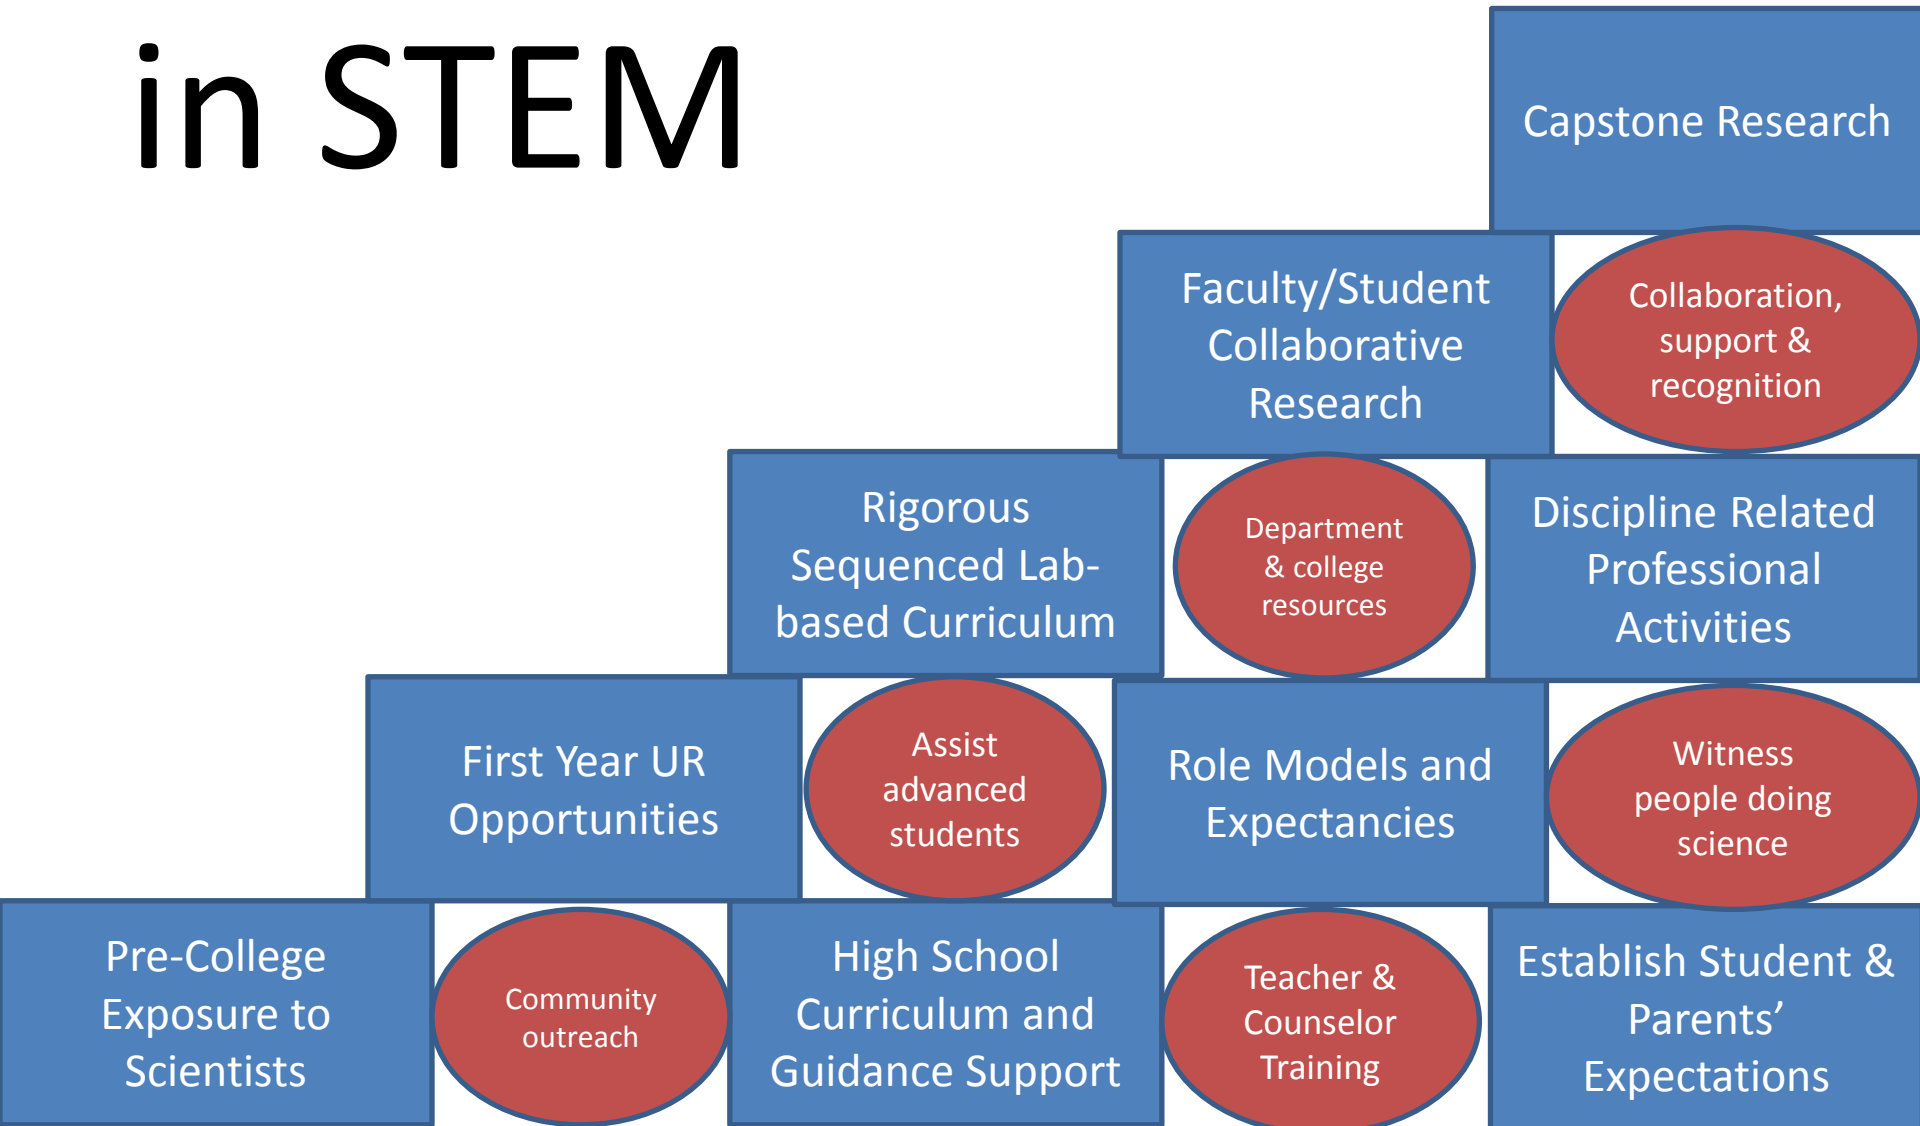 in STEM
Capstone Research
Faculty/Student
Collaborative
Research
Collaboration,
support &
recognition
Rigorous
Sequenced Lab-
based Curriculum
Department
& college
resources
Discipline Related
Professional
Activities
First Year UR
Opportunities
Assist
advanced
students
Role Models and
Expectancies
Witness
people doing
science
Pre-College
Exposure to
Scientists
Community
outreach
High School
Curriculum and
Guidance Support
Teacher &
Counselor
Training
Establish Student &
Parents’
Expectations